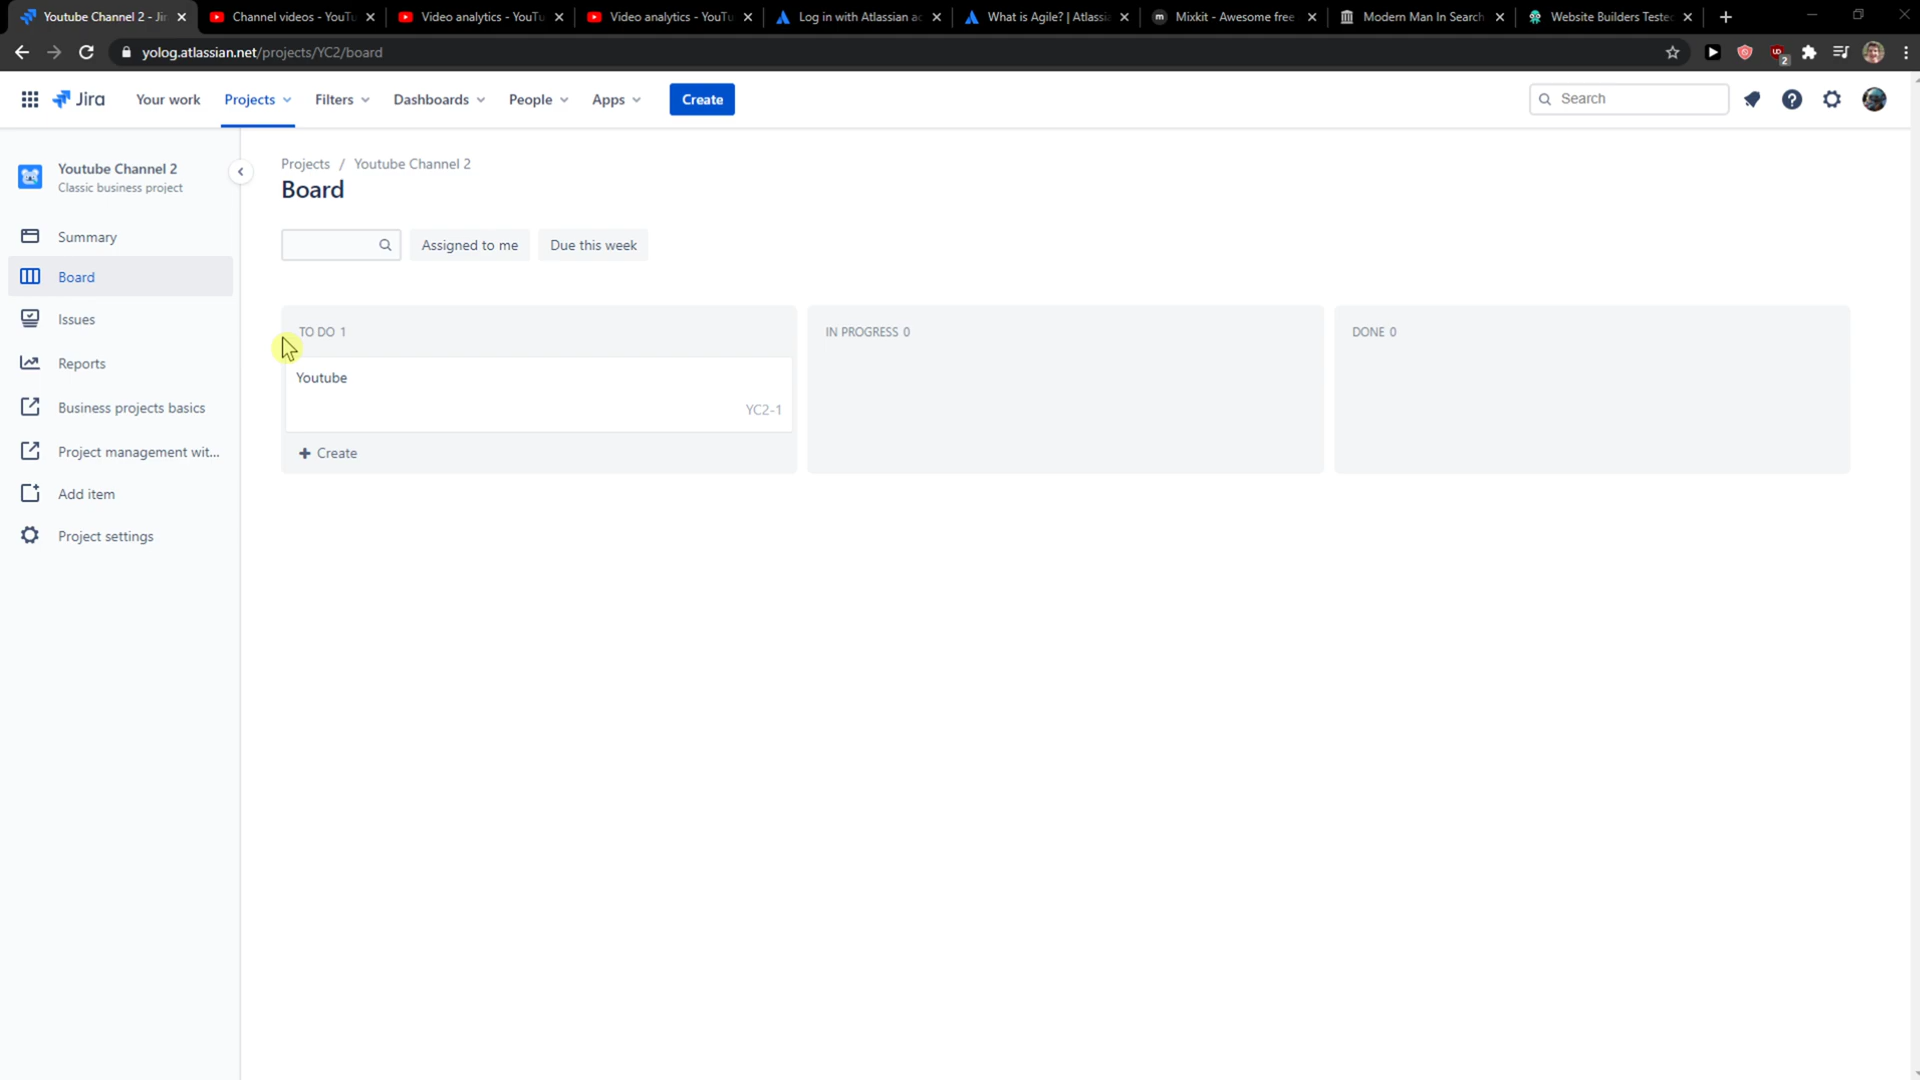 Youtube Channel 2 - Jir
Channel videos - YouTu
Video analytics - YouTu
Video analytics - YouTu
Log in with Atlassian ac
What is Agile? | Atlassia
Mixkit - Awesome free
Modern Man In Search
Website Builders Tested
yolog.atlassian.net/projects/YC2/board
2
Jira
Your work
Projects
Filters
Dashboards
People
Apps
Create
Search
Youtube Channel 2
Classic business project
Projects / Youtube Channel 2
Board
Summary
Assigned to me
Due this week
Board
Issues
TO DO 1
IN PROGRESS 0
DONE 0
Reports
Youtube
YC2-1
Business projects basics
Project management wit...
+ Create
Add item
Project settings